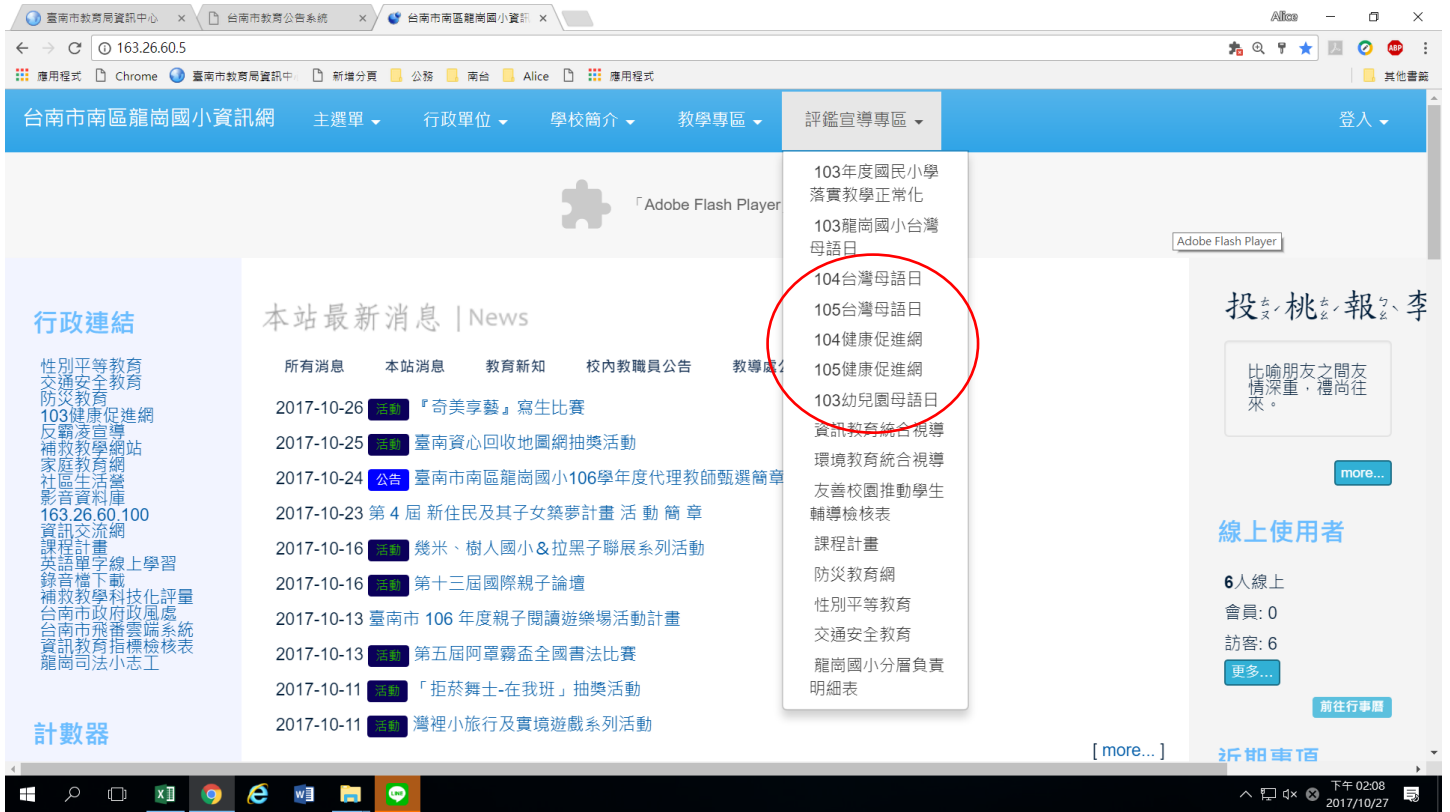 臺南市教育局資訊中心
台南市教育公告系統
台南市南區龍崗國小資訊
Alice
163.26.60.5
應用程式
Chrome
臺南市教育局資訊中
新增分頁
公務
南台
Alice
應用程式
其他書籤
台南市南區龍崗國小資訊網
主選單
行政單位
學校簡介
教學專區
評鑑宣導專區
登入
「Adobe Flash Player
Adobe Flash Player
103年度國民小學
落實教學正常化
103龍崗國小台灣
母語日
104台灣母語日
105台灣母語日
104健康促進網
105健康促進網
103幼兒園母語日
資訊教育統合視導
環境教育統合視導
友善校園推動學生
輔導檢核表
課程計畫
防災教育網
性別平等教育
交通安全教育
龍崗國小分層負責
明細表
行政連結
性別平等教育
交通安全教育
防災教育
103健康促進網
反霸凌宣導
補救教學網站
家庭教育網
社區生活營
影音資料庫
163.26.60.100
資訊交流網
課程計畫
英語單字線上學習
錄音檔下載
補救教學科技化評量
台南市政府政風處
台南市飛番雲端系統
資訊教育指標檢核表
龍崗司法小志工
計數器
本站最新消息 | News
所有消息 本站消息 教育新知 校內教職員公告 教導處
2017-10-26 活動 『奇美享藝』寫生比賽
2017-10-25 活動 臺南資心回收地圖網抽獎活動
2017-10-24 公告 臺南市南區龍崗國小106學年度代理教師甄選簡章
2017-10-23 第 4 屆 新住民及其子女築夢計畫 活 動 簡 章
2017-10-16 活動 幾米、樹人國小＆拉黑子聯展系列活動
2017-10-16 活動 第十三屆國際親子論壇
2017-10-13 臺南市 106 年度親子閱讀遊樂場活動計畫
2017-10-13 活動 第五屆阿罩霧盃全國書法比賽
2017-10-11 活動 「拒菸舞士-在我班」抽獎活動
2017-10-11 活動 灣裡小旅行及實境遊戲系列活動
[ more... ]
投ㄊㄡˊ桃ㄊㄠˊ報ㄅㄠˋ李
比喻朋友之間友
情深重，禮尚往
來。
more...
線上使用者
6人線上
會員: 0
訪客: 6
更多...
前往行事曆
近期事項
下午 02:08
2017/10/27